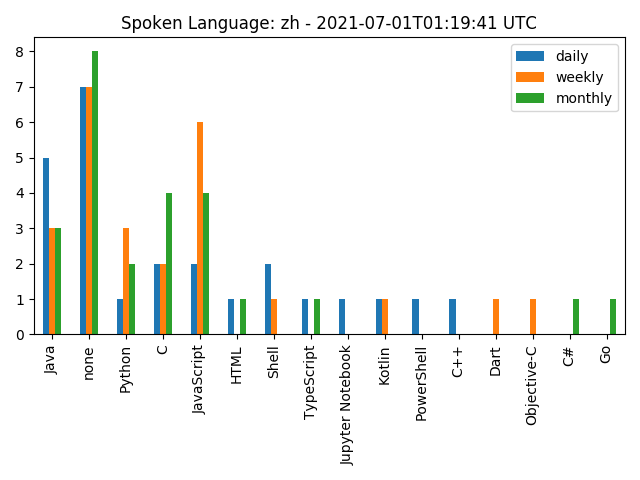 Spoken Language: zh - 2021-07-01T01:19:41 UTC
daily
weekly
monthly
8
7
6
5
4
3
2
1
0
Java
none
Python
C
JavaScript
HTML
Shell
TypeScript
Jupyter Notebook
Kotlin
PowerShell
C++
Dart
Objective-C
C#
Go